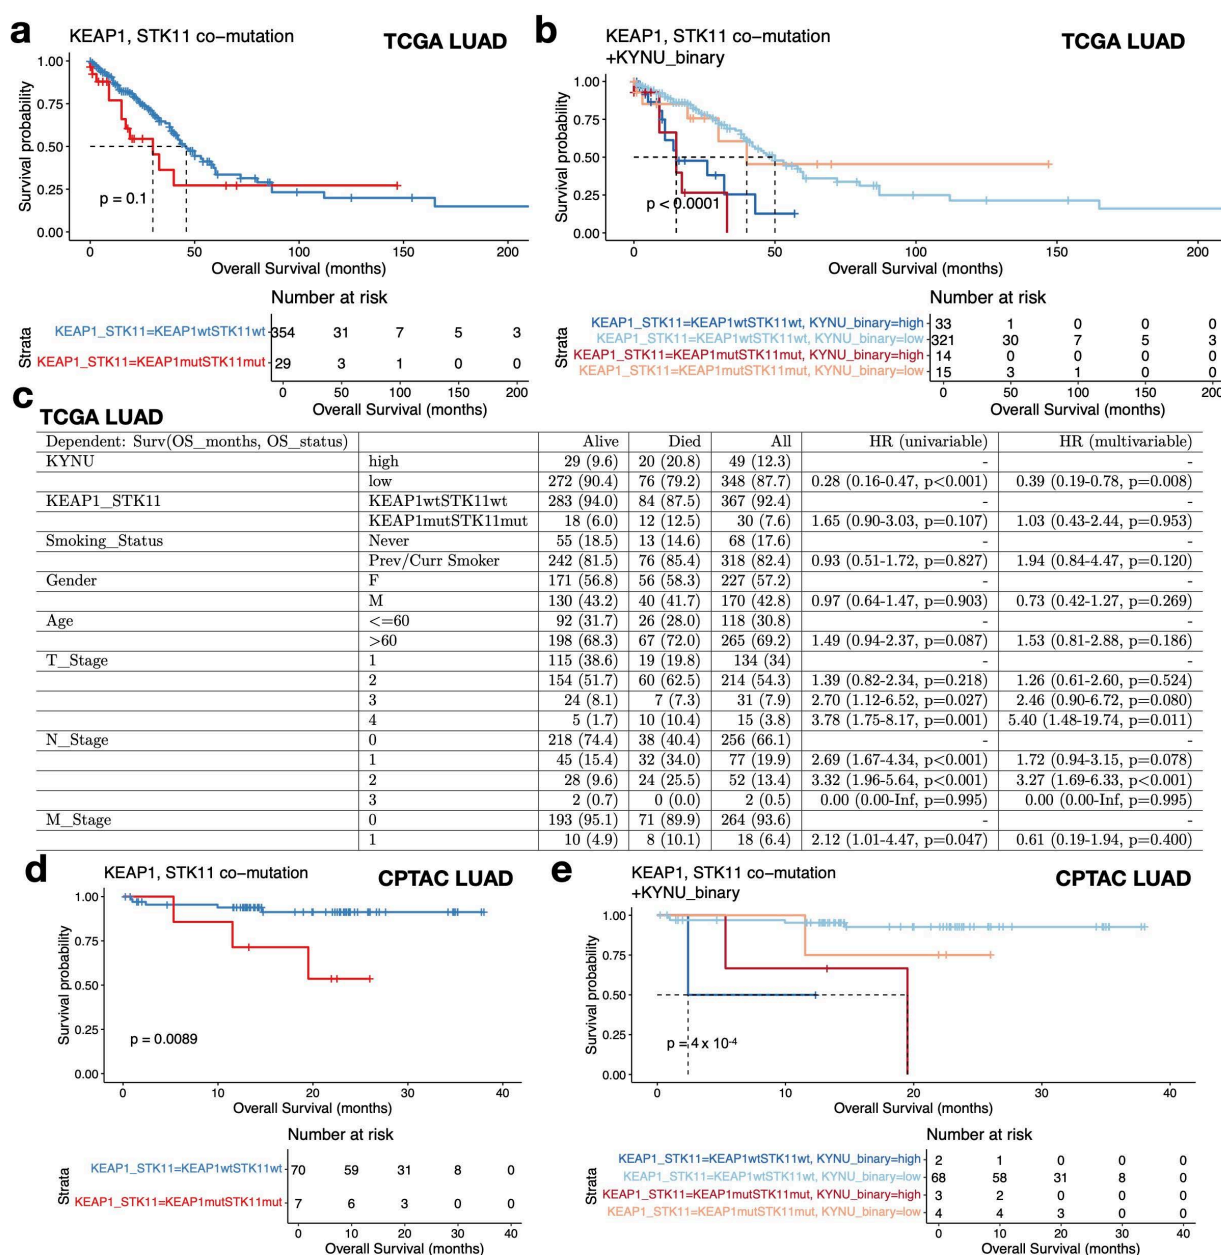 a
KEAP1, STK11 co-mutation
TCGA LUAD
Survival probability
1.00
0.75
0.50
0.25
0.00
p = 0.1
0 50 100 150 200
Overall Survival (months)
Number at risk
Strata
KEAP1_STK11=KEAP1wtSTK11wt 354 31 7 5 3
KEAP1_STK11=KEAP1mutSTK11mut 29 3 1 0 0
0 50 100 150 200
Overall Survival (months)
b
KEAP1, STK11 co-mutation
+KYNU_binary
TCGA LUAD
Survival probability
1.00
0.75
0.50
0.25
0.00
p < 0.0001
0 50 100 150 200
Overall Survival (months)
Number at risk
Strata
KEAP1_STK11=KEAP1wtSTK11wt, KYNU_binary=high 33 1 0 0 0
KEAP1_STK11=KEAP1wtSTK11wt, KYNU_binary=low 321 30 7 5 3
KEAP1_STK11=KEAP1mutSTK11mut, KYNU_binary=high 14 0 0 0 0
KEAP1_STK11=KEAP1mutSTK11mut, KYNU_binary=low 15 3 1 0 0
0 50 100 150 200
Overall Survival (months)
c
TCGA LUAD
Dependent: Surv(OS_months, OS_status) Alive Died All HR (univariable) HR (multivariable)
KYNU high 29 (9.6) 20 (20.8) 49 (12.3) - -
low 272 (90.4) 76 (79.2) 348 (87.7) 0.28 (0.16-0.47, p<0.001) 0.39 (0.19-0.78, p=0.008)
KEAP1_STK11 KEAP1wtSTK11wt 283 (94.0) 84 (87.5) 367 (92.4) - -
KEAP1mutSTK11mut 18 (6.0) 12 (12.5) 30 (7.6) 1.65 (0.90-3.03, p=0.107) 1.03 (0.43-2.44, p=0.953)
Smoking_Status Never 55 (18.5) 13 (14.6) 68 (17.6) - -
Prev/Curr Smoker 242 (81.5) 76 (85.4) 318 (82.4) 0.93 (0.51-1.72, p=0.827) 1.94 (0.84-4.47, p=0.120)
Gender F 171 (56.8) 56 (58.3) 227 (57.2) - -
M 130 (43.2) 40 (41.7) 170 (42.8) 0.97 (0.64-1.47, p=0.903) 0.73 (0.42-1.27, p=0.269)
Age <=60 92 (31.7) 26 (28.0) 118 (30.8) - -
>60 198 (68.3) 67 (72.0) 265 (69.2) 1.49 (0.94-2.37, p=0.087) 1.53 (0.81-2.88, p=0.186)
T_Stage 1 115 (38.6) 19 (19.8) 134 (34) - -
2 154 (51.7) 60 (62.5) 214 (54.3) 1.39 (0.82-2.34, p=0.218) 1.26 (0.61-2.60, p=0.524)
3 24 (8.1) 7 (7.3) 31 (7.9) 2.70 (1.12-6.52, p=0.027) 2.46 (0.90-6.72, p=0.080)
4 5 (1.7) 10 (10.4) 15 (3.8) 3.78 (1.75-8.17, p=0.001) 5.40 (1.48-19.74, p=0.011)
N_Stage 0 218 (74.4) 38 (40.4) 256 (66.1) - -
1 45 (15.4) 32 (34.0) 77 (19.9) 2.69 (1.67-4.34, p<0.001) 1.72 (0.94-3.15, p=0.078)
2 28 (9.6) 24 (25.5) 52 (13.4) 3.32 (1.96-5.64, p<0.001) 3.27 (1.69-6.33, p<0.001)
3 2 (0.7) 0 (0.0) 2 (0.5) 0.00 (0.00-Inf, p=0.995) 0.00 (0.00-Inf, p=0.995)
M_Stage 0 193 (95.1) 71 (89.9) 264 (93.6) - -
1 10 (4.9) 8 (10.1) 18 (6.4) 2.12 (1.01-4.47, p=0.047) 0.61 (0.19-1.94, p=0.400)
d
KEAP1, STK11 co-mutation
CPTAC LUAD
Survival probability
1.00
0.75
0.50
0.25
0.00
p = 0.0089
0 10 20 30 40
Overall Survival (months)
Number at risk
Strata
KEAP1_STK11=KEAP1wtSTK11wt 70 59 31 8 0
KEAP1_STK11=KEAP1mutSTK11mut 7 6 3 0 0
0 10 20 30 40
Overall Survival (months)
e
KEAP1, STK11 co-mutation
+KYNU_binary
CPTAC LUAD
Survival probability
1.00
0.75
0.50
0.25
0.00
p = 4 x 10⁻⁴
0 10 20 30 40
Overall Survival (months)
Number at risk
Strata
KEAP1_STK11=KEAP1wtSTK11wt, KYNU_binary=high 2 1 0 0 0
KEAP1_STK11=KEAP1wtSTK11wt, KYNU_binary=low 68 58 31 8 0
KEAP1_STK11=KEAP1mutSTK11mut, KYNU_binary=high 3 2 0 0 0
KEAP1_STK11=KEAP1mutSTK11mut, KYNU_binary=low 4 4 3 0 0
0 10 20 30 40
Overall Survival (months)